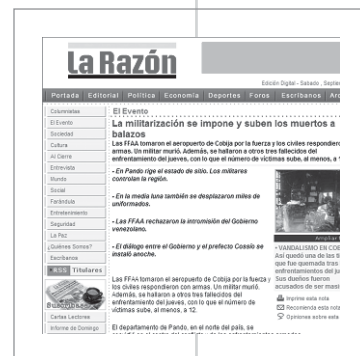 La Razón
Edición Digital - Sabado , Septie
Portada Editorial Política Economía Deportes Foros Escríbanos Arc
Columnistas
El Evento
Sociedad
Cultura
Al Cierre
Entrevista
Mundo
Social
Farándula
Entretenimiento
Seguridad
La Paz
¿Quiénes Somos?
Escríbanos
RSS Titulares
Suscríbase
Cartas Lectores
Informe de Domingo
El Evento
La militarización se impone y suben los muertos a
balazos
Las FFAA tomaron el aeropuerto de Cobija por la fuerza y los civiles respondieron
armas. Un militar murió. Además, se hallaron a otros tres fallecidos del
enfrentamiento del jueves, con lo que el número de víctimas sube, al menos, a
- En Pando rige el estado de sitio. Los militares
controlan la región.
- En la media luna también se desplazaron miles de
uniformados.
- Las FFAA rechazaron la intromisión del Gobierno
venezolano.
- El diálogo entre el Gobierno y el prefecto Cossío se
instaló anoche.
Las FFAA tomaron el aeropuerto de Cobija por la fuerza y
los civiles respondieron con armas. Un militar murió.
Además, se hallaron a otros tres fallecidos del
enfrentamiento del jueves, con lo que el número de
víctimas sube, al menos, a 12.
El departamento de Pando, en el norte del país, se
Ampliar
• VANDALISMO EN COB
Así quedó una de las
que fue quemada tras
enfrentamientos del ju
Sus dueños fueron
acusados de ser masi
Imprima esta nota
Recomienda esta nota
Opiniones sobre esta